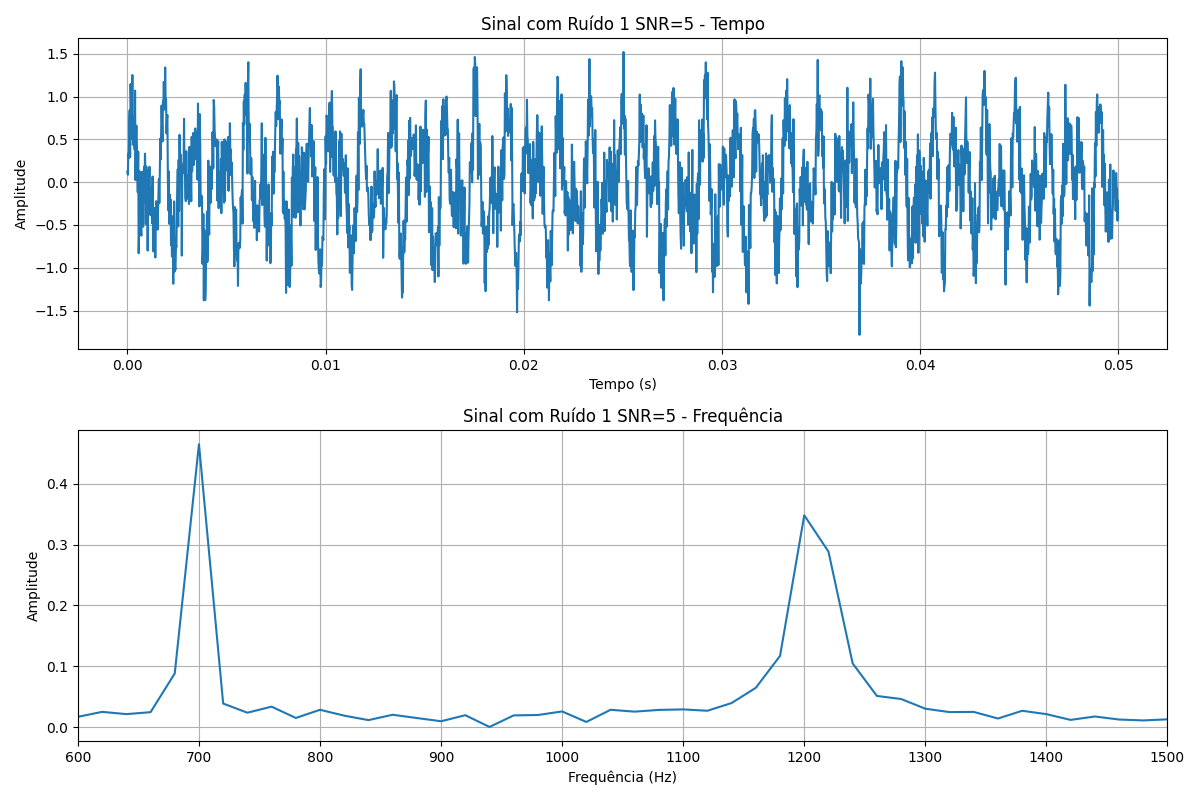 Sinal com Ruído 1 SNR=5 - Tempo
1.5
1.0
0.5
0.0
−0.5
−1.0
−1.5
Amplitude
0.00 0.01 0.02 0.03 0.04 0.05
Tempo (s)
Sinal com Ruído 1 SNR=5 - Frequência
0.4
0.3
0.2
0.1
0.0
Amplitude
600 700 800 900 1000 1100 1200 1300 1400 1500
Frequência (Hz)